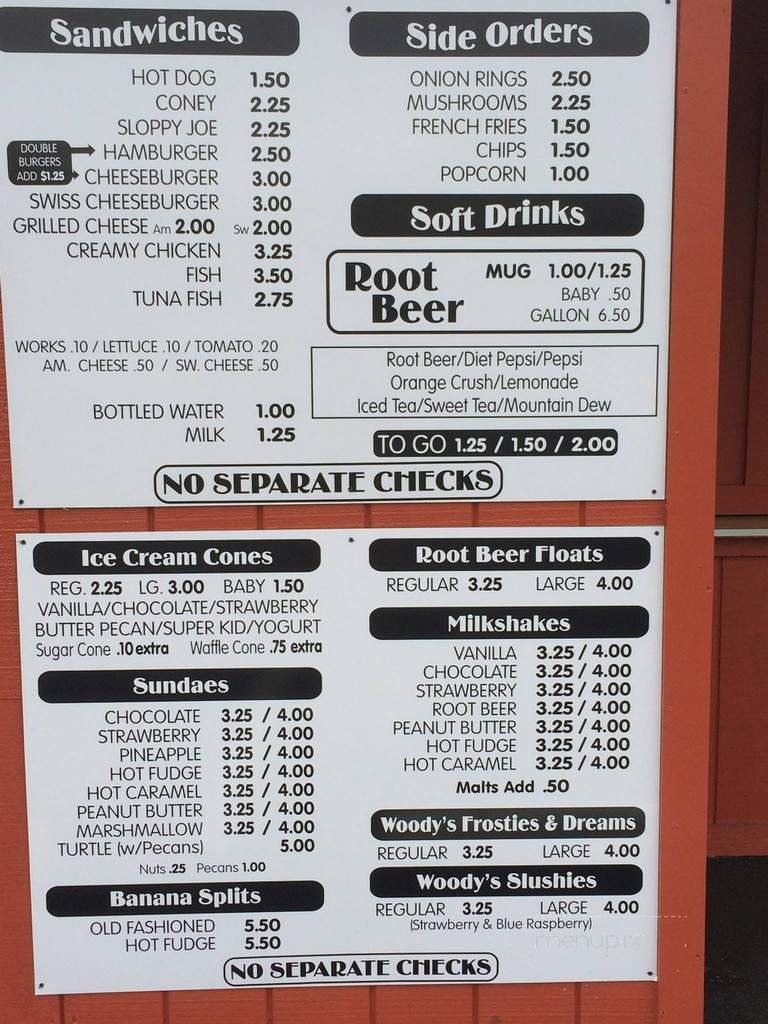 Sandwiches
HOT DOG 1.50
CONEY 2.25
SLOPPY JOE 2.25
DOUBLE BURGERS ADD $1.25
HAMBURGER 2.50
CHEESEBURGER 3.00
SWISS CHEESEBURGER 3.00
GRILLED CHEESE Am 2.00 Sw 2.00
CREAMY CHICKEN 3.25
FISH 3.50
TUNA FISH 2.75
WORKS .10 / LETTUCE .10 / TOMATO .20
AM. CHEESE .50 / SW. CHEESE .50
BOTTLED WATER 1.00
MILK 1.25
Side Orders
ONION RINGS 2.50
MUSHROOMS 2.25
FRENCH FRIES 1.50
CHIPS 1.50
POPCORN 1.00
Soft Drinks
Root Beer
MUG 1.00/1.25
BABY .50
GALLON 6.50
Root Beer/Diet Pepsi/Pepsi
Orange Crush/Lemonade
Iced Tea/Sweet Tea/Mountain Dew
TO GO 1.25 / 1.50 / 2.00
NO SEPARATE CHECKS
Ice Cream Cones
REG. 2.25 LG. 3.00 BABY 1.50
VANILLA/CHOCOLATE/STRAWBERRY
BUTTER PECAN/SUPER KID/YOGURT
Sugar Cone .10 extra Waffle Cone .75 extra
Sundaes
CHOCOLATE 3.25 / 4.00
STRAWBERRY 3.25 / 4.00
PINEAPPLE 3.25 / 4.00
HOT FUDGE 3.25 / 4.00
HOT CARAMEL 3.25 / 4.00
PEANUT BUTTER 3.25 / 4.00
MARSHMALLOW 3.25 / 4.00
TURTLE (w/Pecans) 5.00
Nuts .25 Pecans 1.00
Banana Splits
OLD FASHIONED 5.50
HOT FUDGE 5.50
Root Beer Floats
REGULAR 3.25 LARGE 4.00
Milkshakes
VANILLA 3.25 / 4.00
CHOCOLATE 3.25 / 4.00
STRAWBERRY 3.25 / 4.00
ROOT BEER 3.25 / 4.00
PEANUT BUTTER 3.25 / 4.00
HOT FUDGE 3.25 / 4.00
HOT CARAMEL 3.25 / 4.00
Malts Add .50
Woody's Frosties & Dreams
REGULAR 3.25 LARGE 4.00
Woody's Slushies
REGULAR 3.25 LARGE 4.00
(Strawberry & Blue Raspberry)
menupix
NO SEPARATE CHECKS